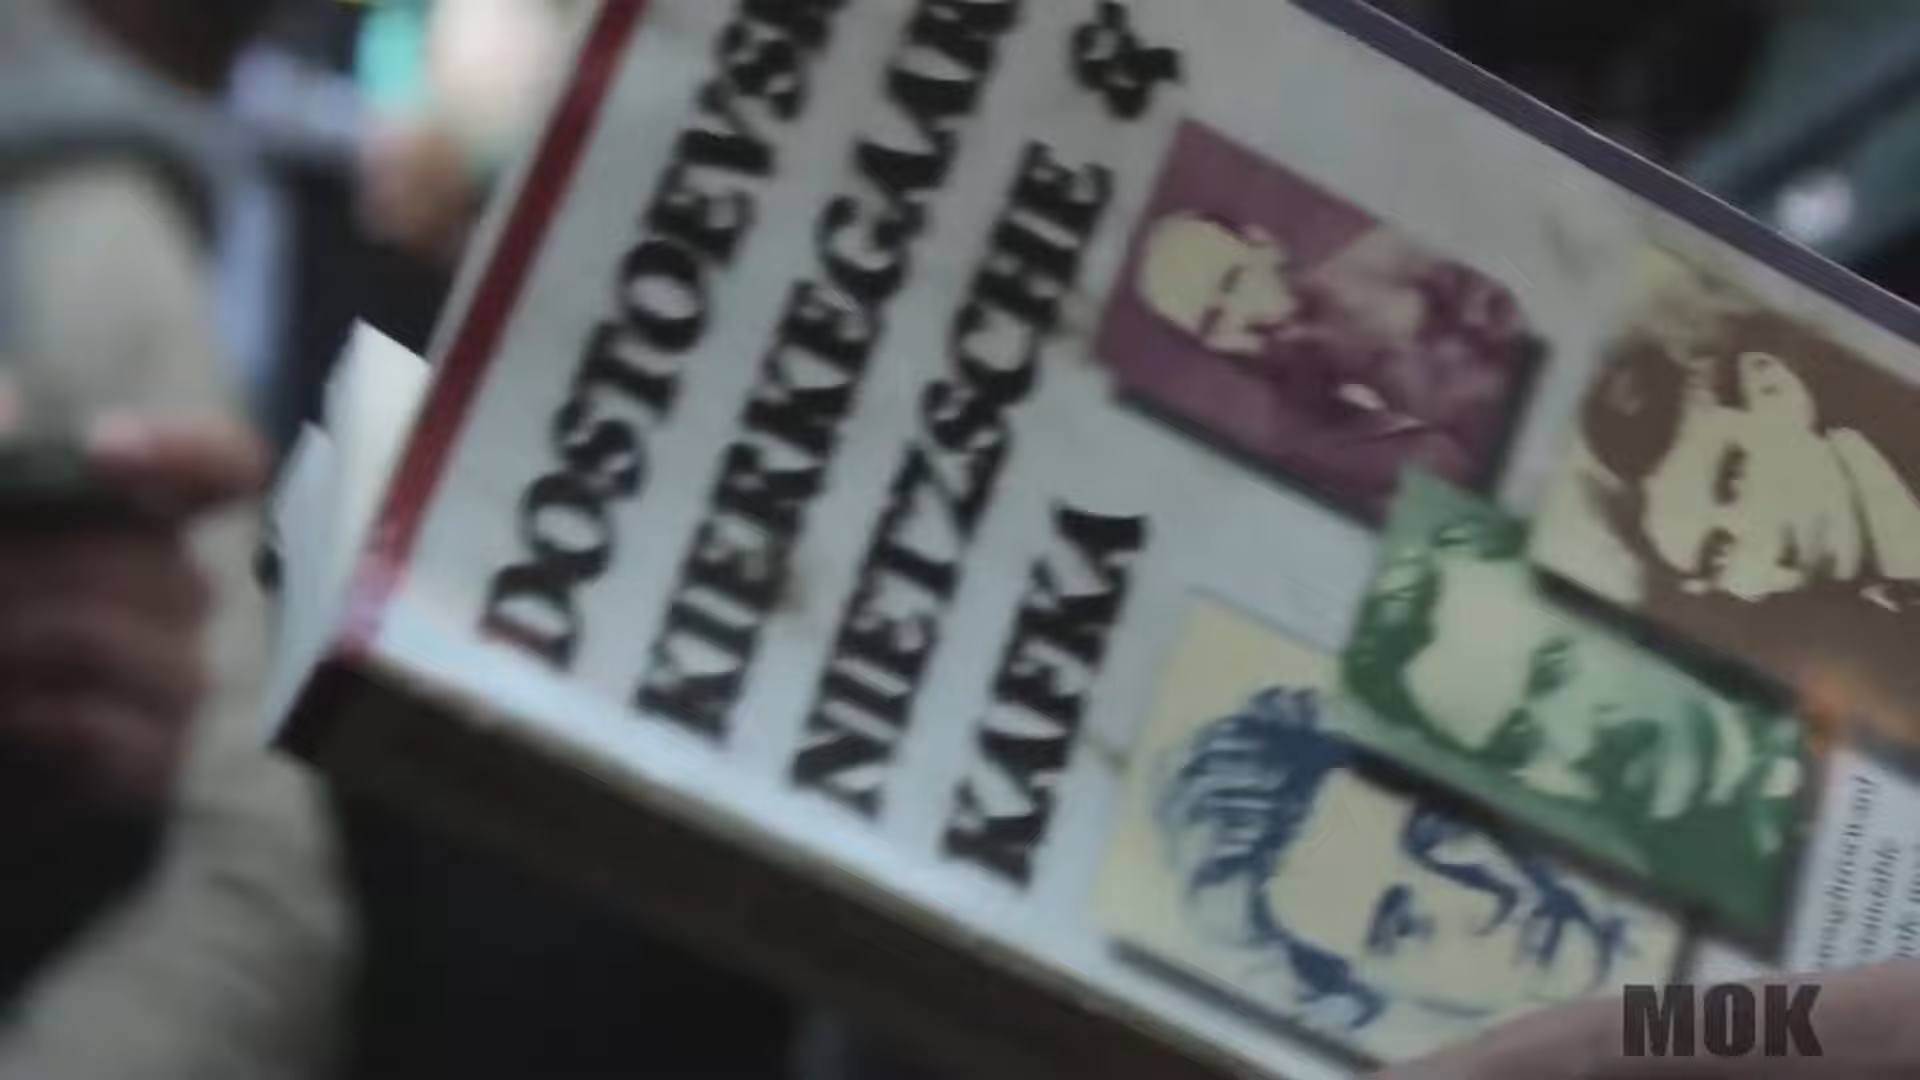 DOSTOEVSK
KIERKEGAAR
NIETZSCHE &
KAFKA
MOK